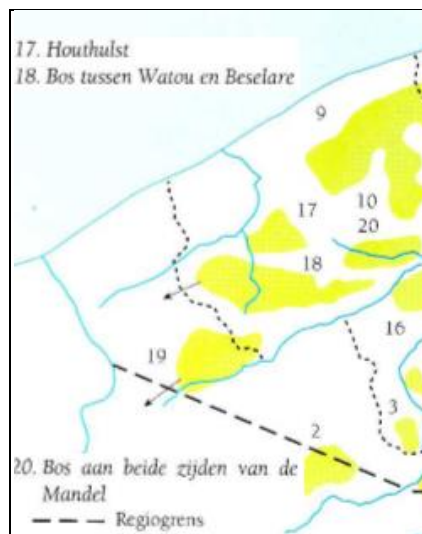 17. Houthulst
18. Bos tussen Watou en Beselare
9
10
17
20
18
16
19
3
2
20. Bos aan beide zijden van de
Mandel
Regiogrens